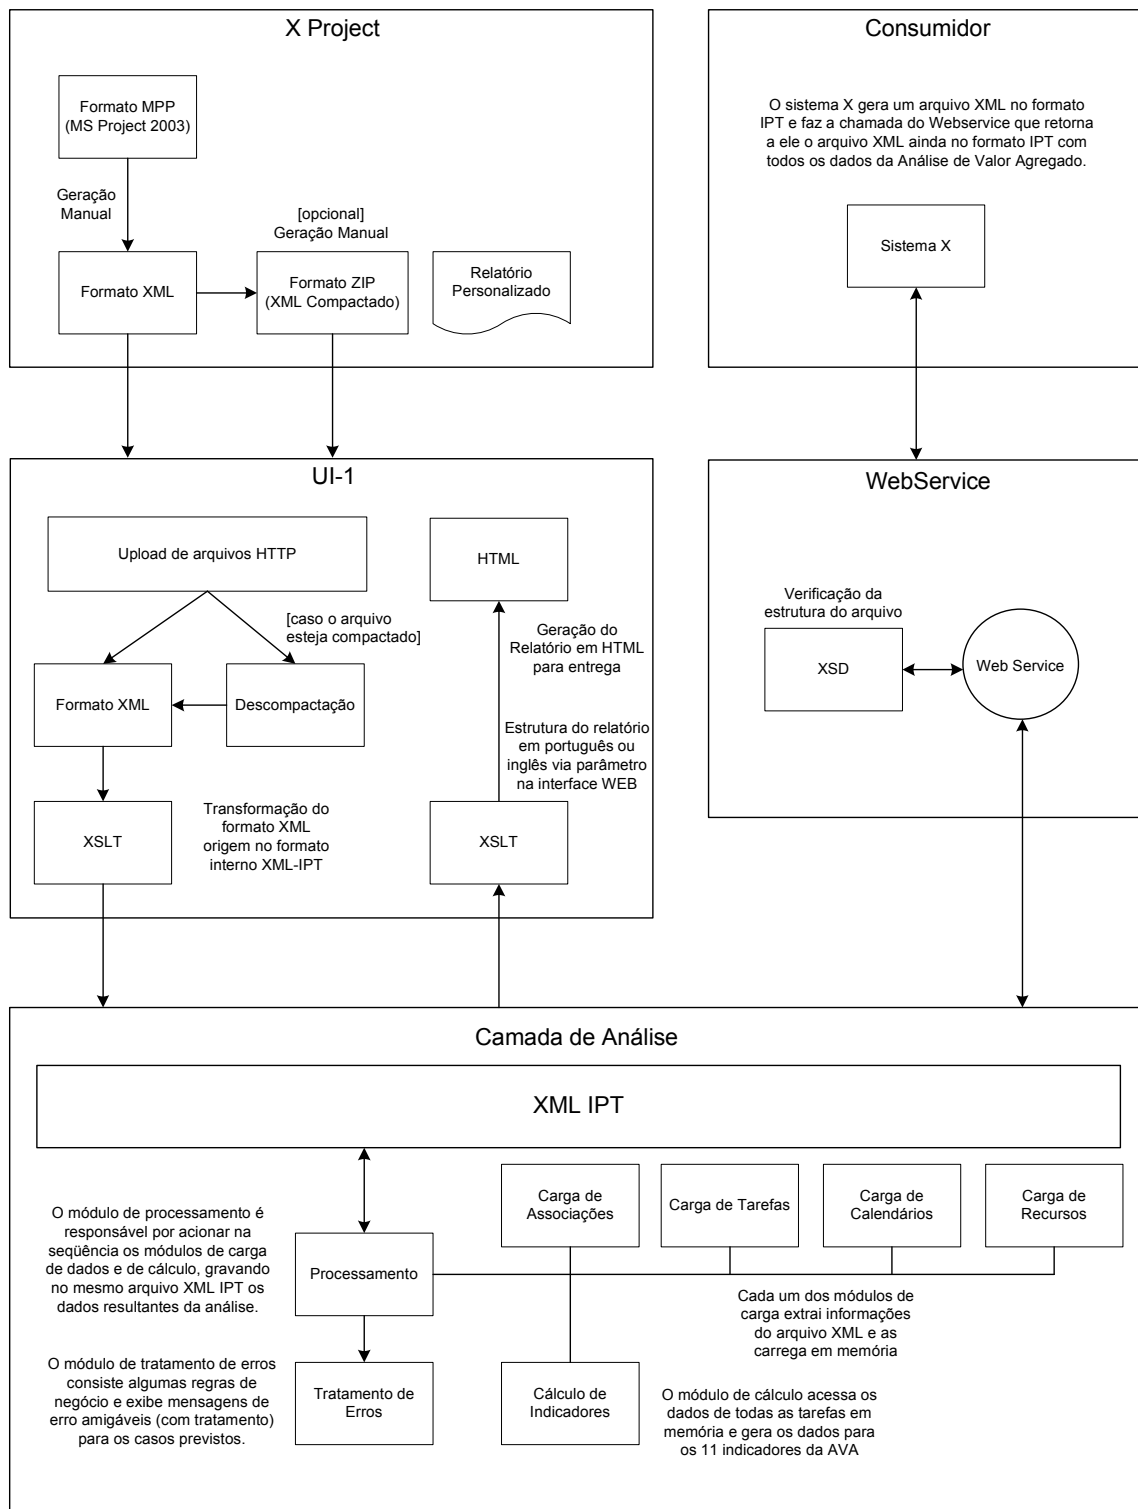 X Project
Formato MPP
(MS Project 2003)
Geração
Manual
[opcional]
Geração Manual
Formato XML
Formato ZIP
(XML Compactado)
Relatório
Personalizado
Consumidor
O sistema X gera um arquivo XML no formato
IPT e faz a chamada do Webservice que retorna
a ele o arquivo XML ainda no formato IPT com
todos os dados da Análise de Valor Agregado.
Sistema X
UI-1
Upload de arquivos HTTP
[caso o arquivo
esteja compactado]
Formato XML
Descompactação
XSLT
Transformação do
formato XML
origem no formato
interno XML-IPT
HTML
Geração do
Relatório em HTML
para entrega
Estrutura do relatório
em português ou
inglês via parâmetro
na interface WEB
XSLT
WebService
Verificação da
estrutura do arquivo
XSD
Web Service
Camada de Análise
XML IPT
O módulo de processamento é
responsável por acionar na
seqüência os módulos de carga
de dados e de cálculo, gravando
no mesmo arquivo XML IPT os
dados resultantes da análise.
Processamento
Carga de
Associações
Carga de Tarefas
Carga de
Calendários
Carga de
Recursos
Cada um dos módulos de
carga extrai informações
do arquivo XML e as
carrega em memória
O módulo de tratamento de erros
consiste algumas regras de
negócio e exibe mensagens de
erro amigáveis (com tratamento)
para os casos previstos.
Tratamento de
Erros
Cálculo de
Indicadores
O módulo de cálculo acessa os
dados de todas as tarefas em
memória e gera os dados para
os 11 indicadores da AVA